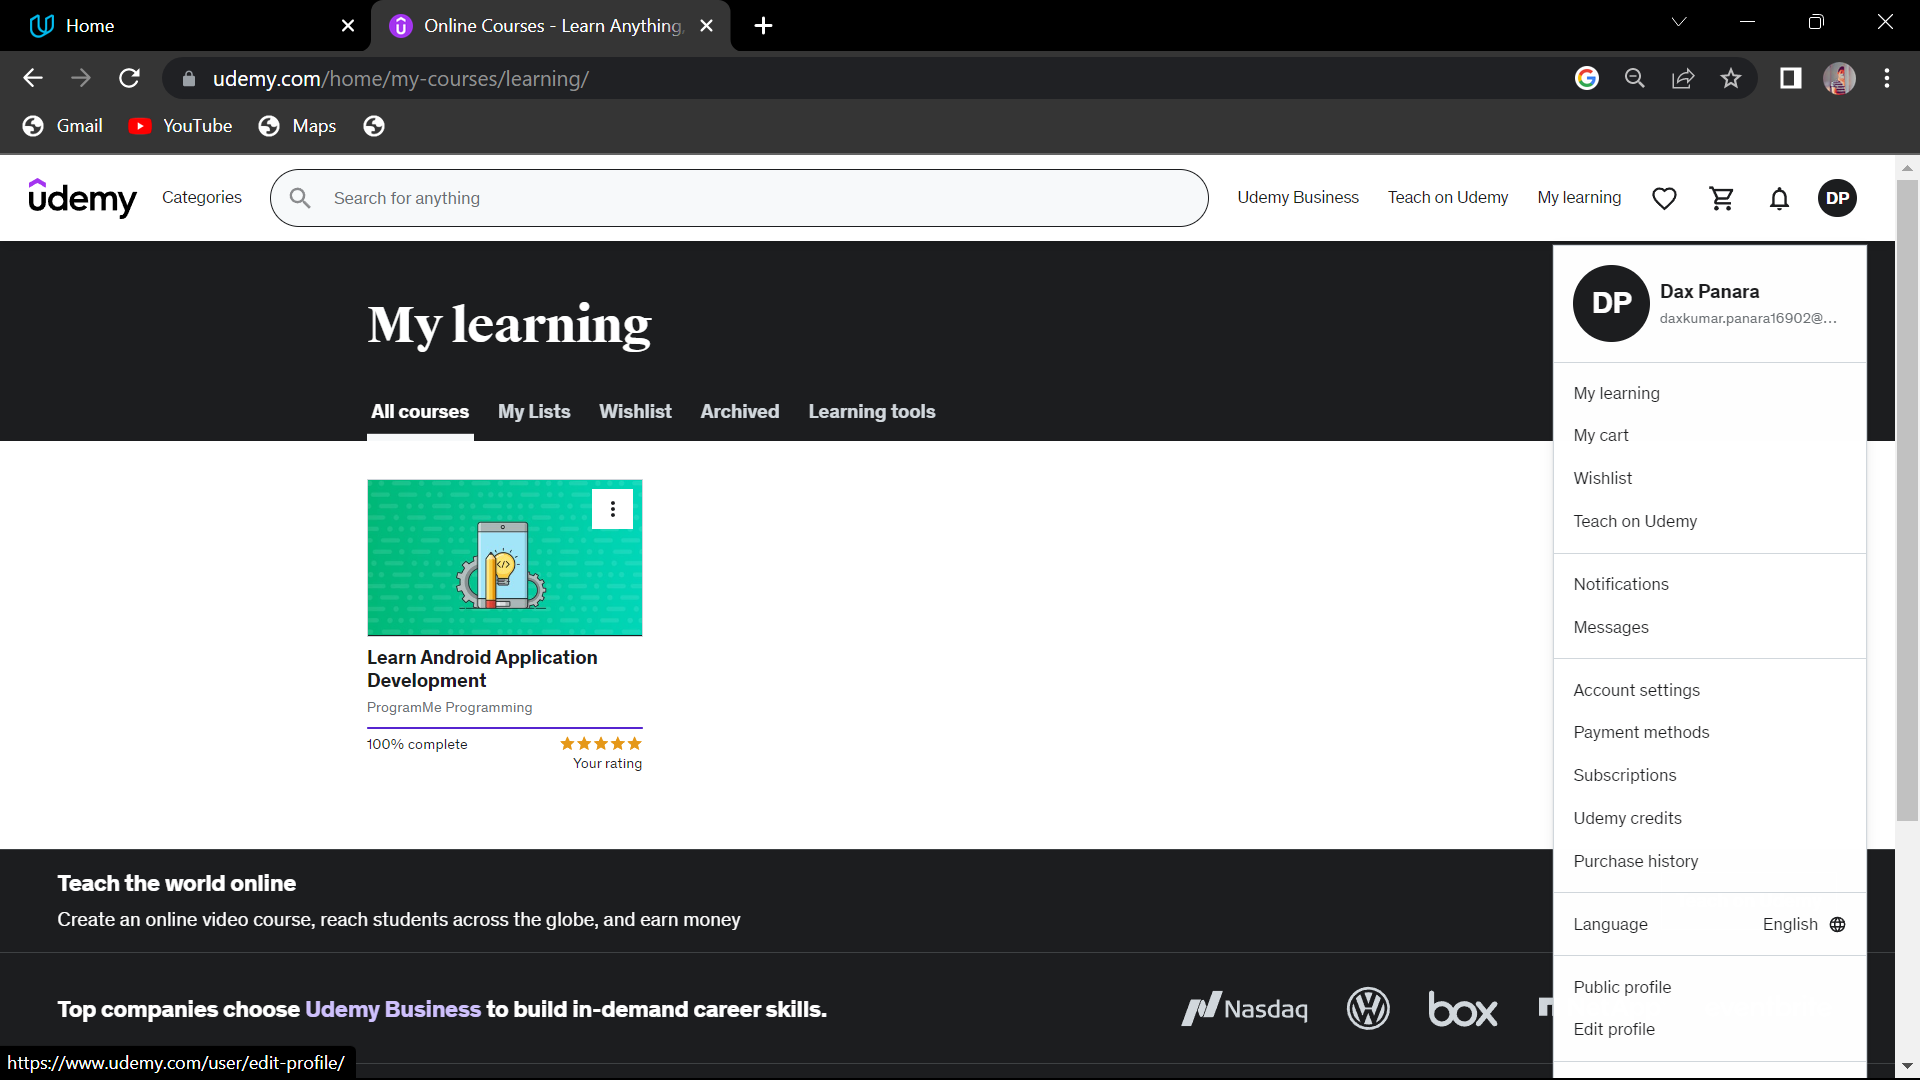 Home
Online Courses - Learn Anything,
udemy.com/home/my-courses/learning/
Gmail
YouTube
Maps
udemy
Categories
Search for anything
Udemy Business
Teach on Udemy
My learning
DP
DP
Dax Panara
daxkumar.panara16902@...
My learning
All courses
My Lists
Wishlist
Archived
Learning tools
My learning
My cart
Wishlist
Teach on Udemy
Notifications
Messages
Account settings
Payment methods
Subscriptions
Udemy credits
Purchase history
Language English
Public profile
Edit profile
</>
Learn Android Application
Development
ProgramMe Programming
100% complete
Your rating
Teach the world online
Create an online video course, reach students across the globe, and earn money
Top companies choose Udemy Business to build in-demand career skills.
Nasdaq
box
https://www.udemy.com/user/edit-profile/